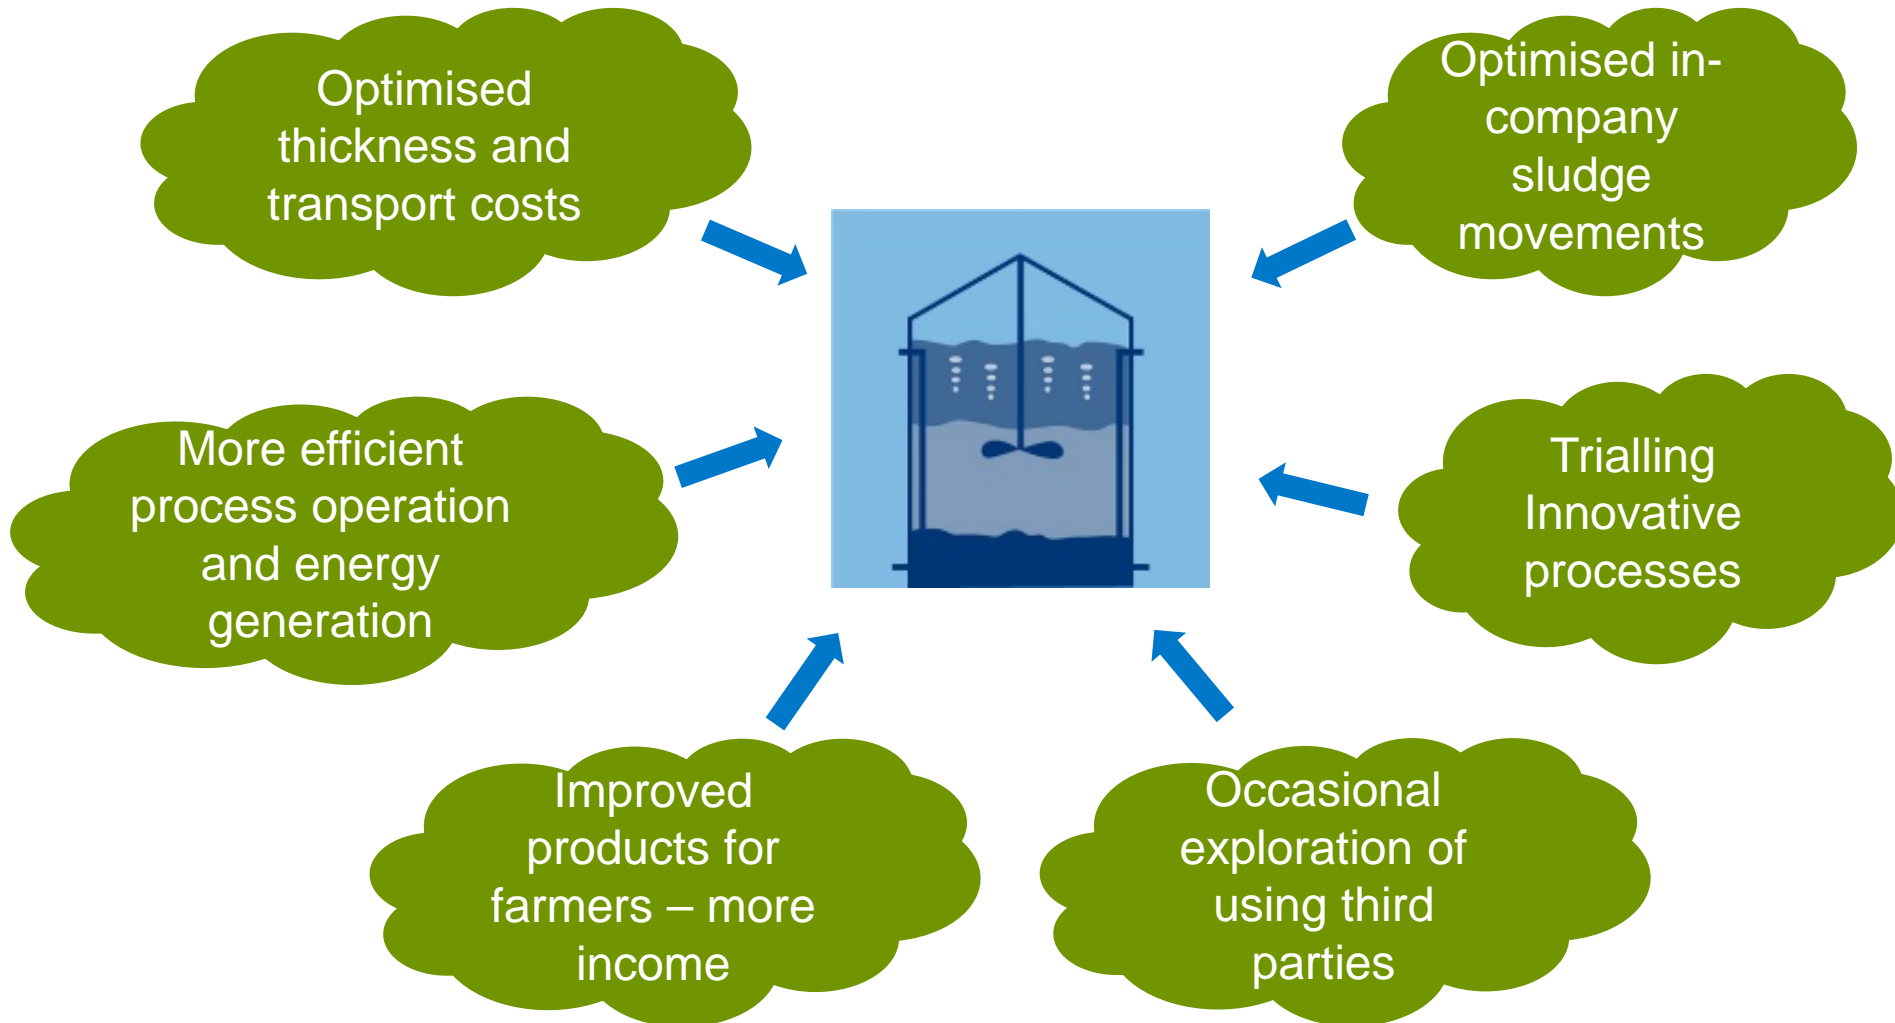 Optimised
thickness and
transport costs
Optimised in-
company
sludge
movements
More efficient
process operation
and energy
generation
Trialling
Innovative
processes
Improved
products for
farmers – more
income
Occasional
exploration of
using third
parties